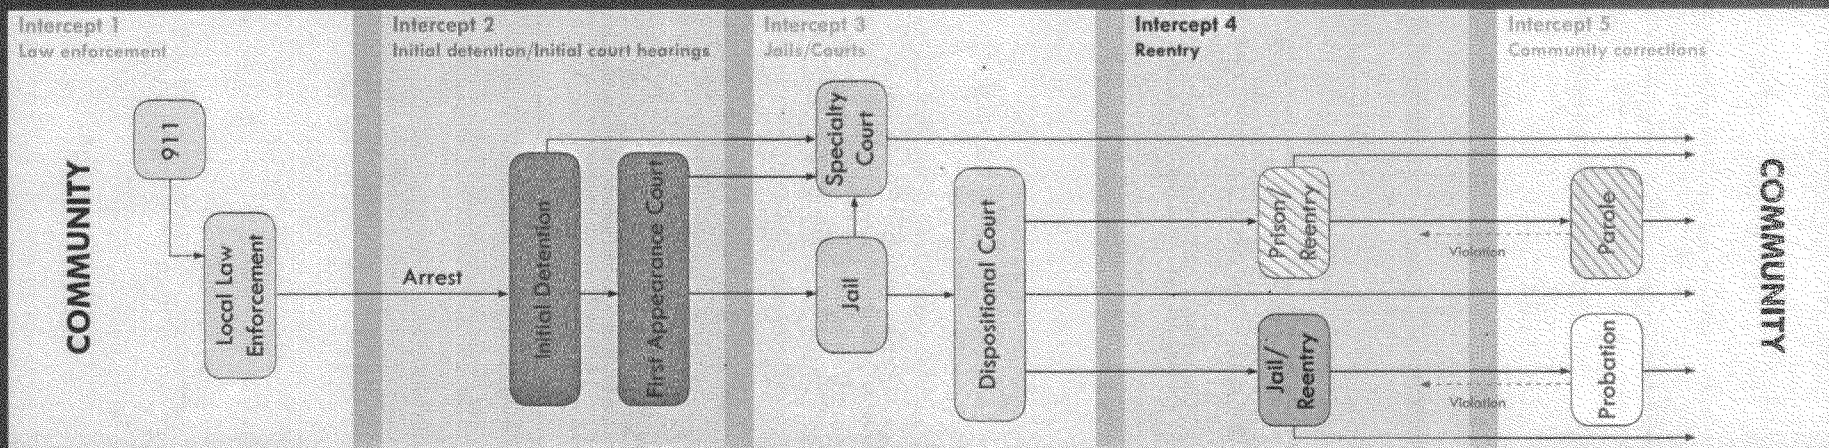 Intercept 1
Law enforcement
Intercept 2
Initial detention/Initial court hearings
Intercept 3
Jails/Courts
Intercept 4
Reentry
Intercept 5
Community corrections
COMMUNITY
911
Local Law
Enforcement
Arrest
Initial Detention
First Appearance Court
Specialty
Court
Jail
Dispositional Court
Prison/
Reentry
Violation
Parole
Jail/
Reentry
Violation
Probation
COMMUNITY